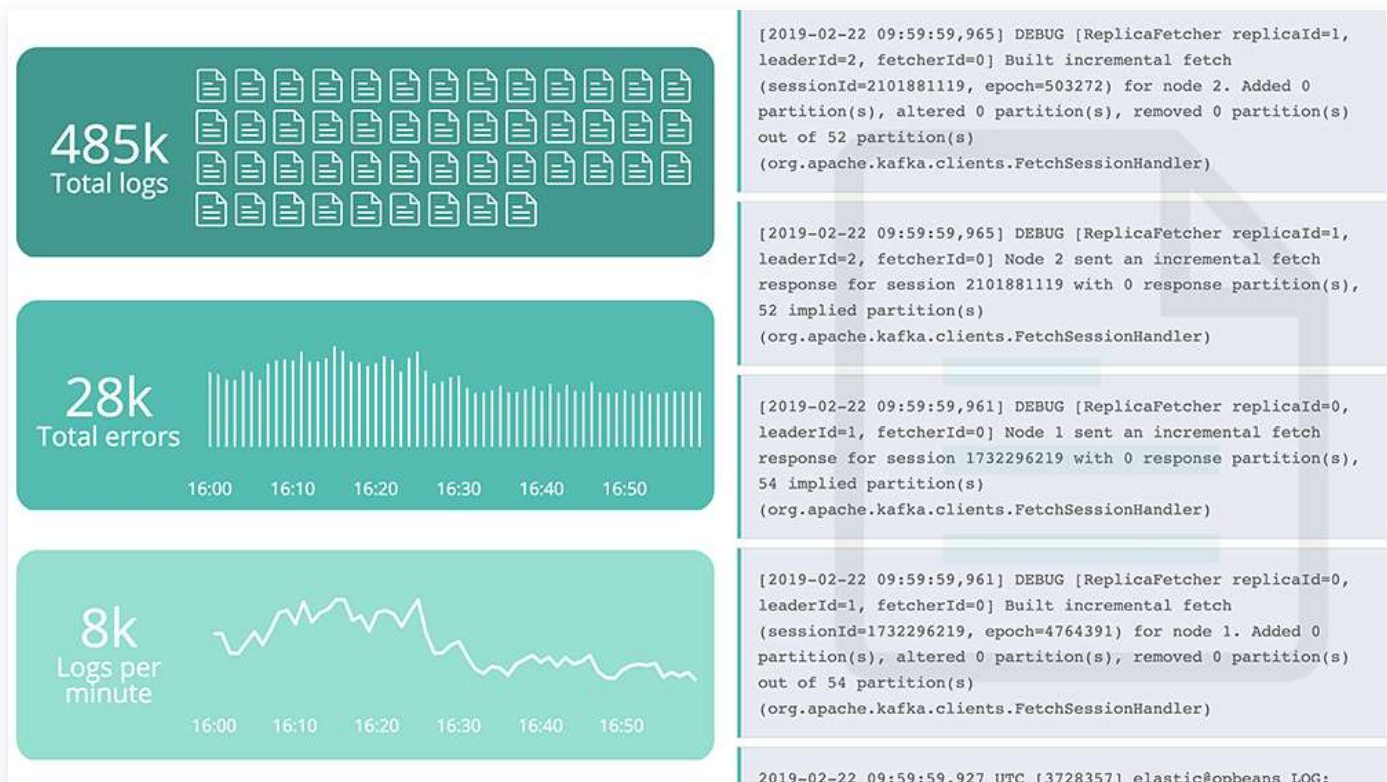 485k
Total logs
28k
Total errors
16:00 16:10 16:20 16:30 16:40 16:50
8k
Logs per
minute
16:00 16:10 16:20 16:30 16:40 16:50
[2019-02-22 09:59:59,965] DEBUG [ReplicaFetcher replicaId=1,
leaderId=2, fetcherId=0] Built incremental fetch
(sessionId=2101881119, epoch=503272) for node 2. Added 0
partition(s), altered 0 partition(s), removed 0 partition(s)
out of 52 partition(s)
(org.apache.kafka.clients.FetchSessionHandler)
[2019-02-22 09:59:59,965] DEBUG [ReplicaFetcher replicaId=1,
leaderId=2, fetcherId=0] Node 2 sent an incremental fetch
response for session 2101881119 with 0 response partition(s),
52 implied partition(s)
(org.apache.kafka.clients.FetchSessionHandler)
[2019-02-22 09:59:59,961] DEBUG [ReplicaFetcher replicaId=0,
leaderId=1, fetcherId=0] Node 1 sent an incremental fetch
response for session 1732296219 with 0 response partition(s),
54 implied partition(s)
(org.apache.kafka.clients.FetchSessionHandler)
[2019-02-22 09:59:59,961] DEBUG [ReplicaFetcher replicaId=0,
leaderId=1, fetcherId=0] Built incremental fetch
(sessionId=1732296219, epoch=4764391) for node 1. Added 0
partition(s), altered 0 partition(s), removed 0 partition(s)
out of 54 partition(s)
(org.apache.kafka.clients.FetchSessionHandler)
2019-02-22 09:59:59.927 UTC [3728357] elastic@opbeans LOG: